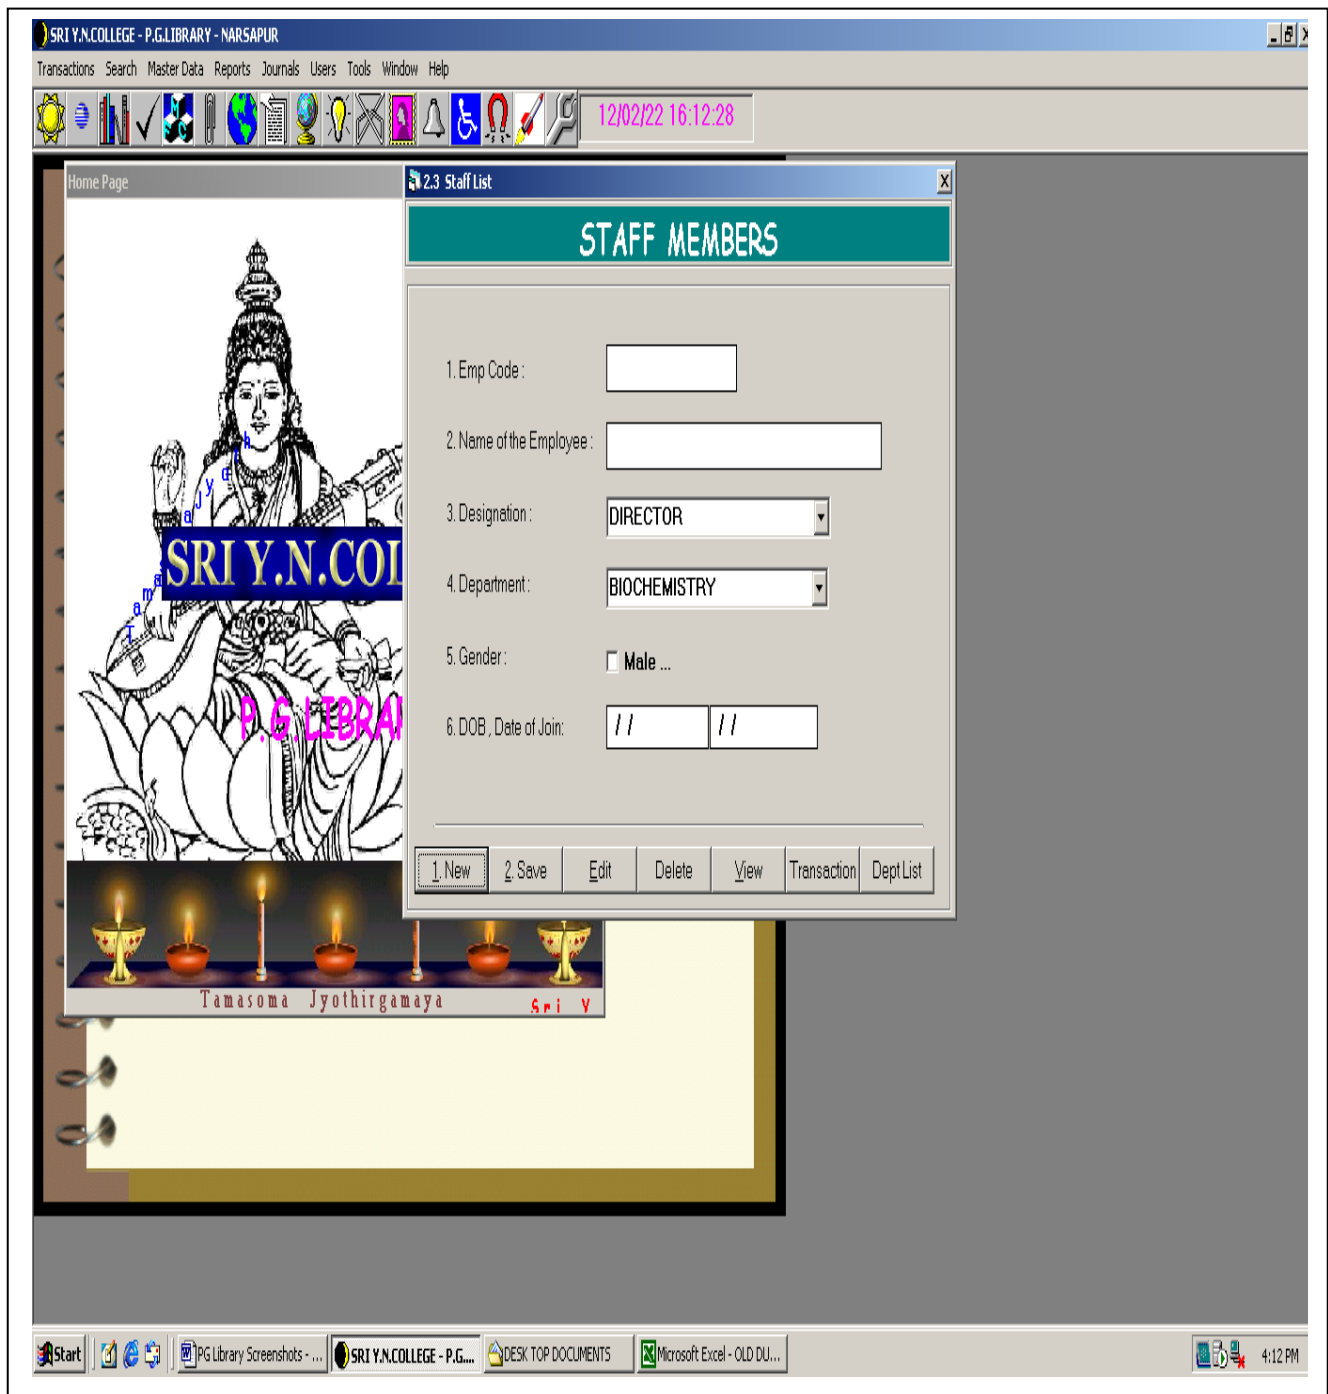 SRI Y.N.COLLEGE - P.G.LIBRARY - NARSAPUR
Transactions Search Master Data Reports Journals Users Tools Window Help
12/02/22 16:12:28
Home Page
SRI Y.N.COL
P.G.LIBRAR
Tamasoma Jyothirgamaya
Sri Y
2.3 Staff List
STAFF MEMBERS
1. Emp Code :
2. Name of the Employee :
3. Designation : DIRECTOR
4. Department : BIOCHEMISTRY
5. Gender : Male ...
6. DOB , Date of Join: / / / /
1. New 2. Save Edit Delete View Transaction Dept List
Start PG Library Screenshots - ... SRI Y.N.COLLEGE - P.G.... DESK TOP DOCUMENTS Microsoft Excel - OLD DU... 4:12 PM